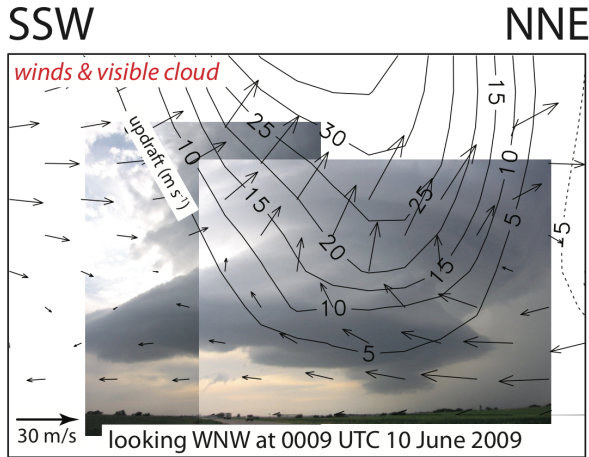 SSW NNE
winds & visible cloud
updraft (m s⁻¹)
15
25
30
10
10
15
25
5
5
20
15
10
5
30 m/s
looking WNW at 0009 UTC 10 June 2009